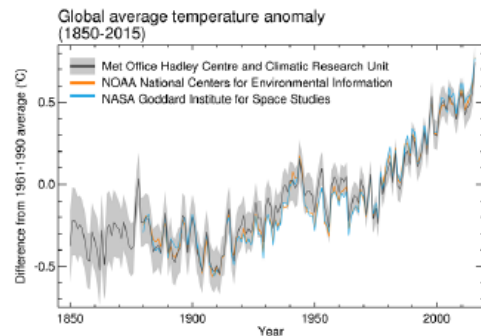 Global average temperature anomaly
(1850-2015)
Met Office Hadley Centre and Climatic Research Unit
NOAA National Centers for Environmental Information
NASA Goddard Institute for Space Studies
Difference from 1961-1990 average (°C)
0.5
0.0
-0.5
1850
1900
1950
2000
Year